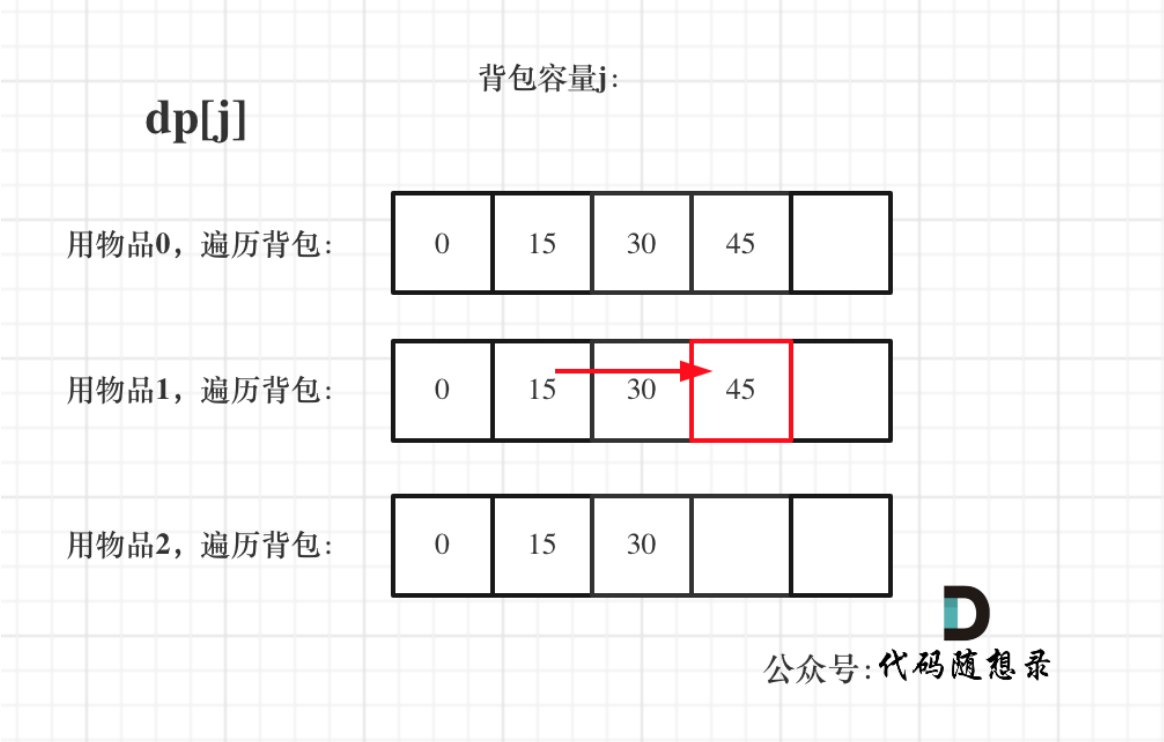 背包容量j：
dp[j]
用物品0，遍历背包： 0 15 30 45
用物品1，遍历背包： 0 15 30 45
用物品2，遍历背包： 0 15 30
公众号：代码随想录